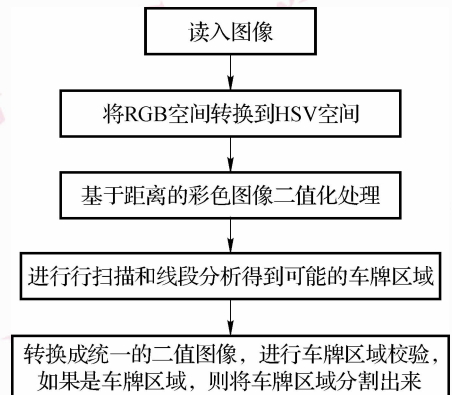 读入图像
将RGB空间转换到HSV空间
基于距离的彩色图像二值化处理
进行行扫描和线段分析得到可能的车牌区域
转换成统一的二值图像，进行车牌区域校验，
如果是车牌区域，则将车牌区域分割出来